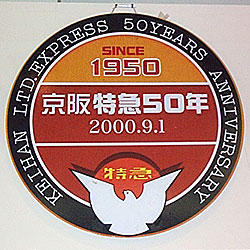 KEIHAN LTD.EXPRESS 50YEARS ANNIVERSARY
SINCE
1950
京阪特急50年
2000.9.1
特急